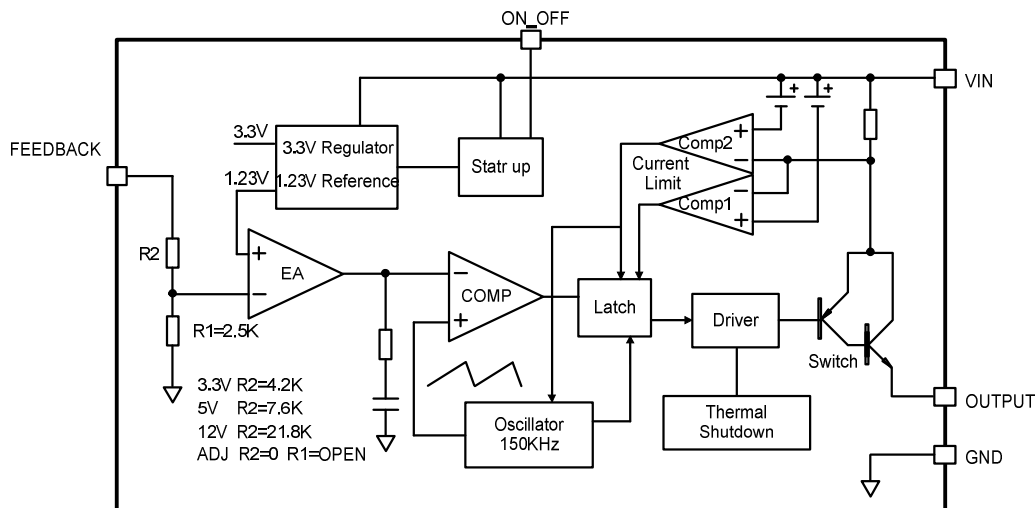 ON_OFF
VIN
FEEDBACK
3.3V
3.3V Regulator
1.23V
1.23V Reference
Statr up
+
+
+
Comp2
−
Current
Limit
−
Comp1
+
R2
+
EA
−
−
COMP
+
Latch
Driver
Switch
R1=2.5K
3.3V R2=4.2K
5V R2=7.6K
12V R2=21.8K
ADJ R2=0 R1=OPEN
Oscillator
150KHz
Thermal
Shutdown
OUTPUT
GND